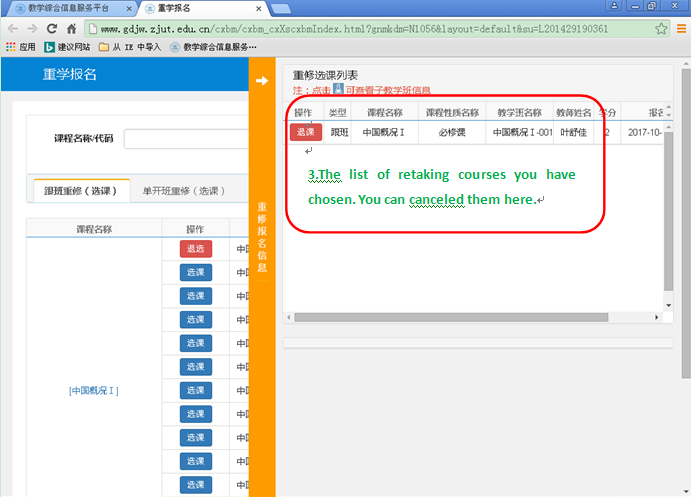 教学综合信息服务平台
重学报名
www.gdjw.zjut.edu.cn/cxbm/cxbm_cxXscxbmIndex.html?gnmkdm=N1056&layout=default&su=L201429190361
应用 建议网站 从 IE 中导入 教学综合信息服务…
重学报名
课程名称/代码
跟班重修（选课） 单开班重修（选课）
课程名称 操作
退选 中国
选课 中国
选课 中国
选课 中国
选课 中国
选课 中国
[中国概况Ⅰ] 选课 中国
选课 中国
选课 中国
选课 中国
选课 中国
重修报名信息
重修选课列表
注：点击 可查看子教学班信息
操作 类型 课程名称 课程性质名称 教学班名称 教师姓名 学分 报名
退课 跟班 中国概况Ⅰ 必修课 中国概况Ⅰ-001 叶舒佳 2 2017-10-
3.The list of retaking courses you have
chosen. You can canceled them here.